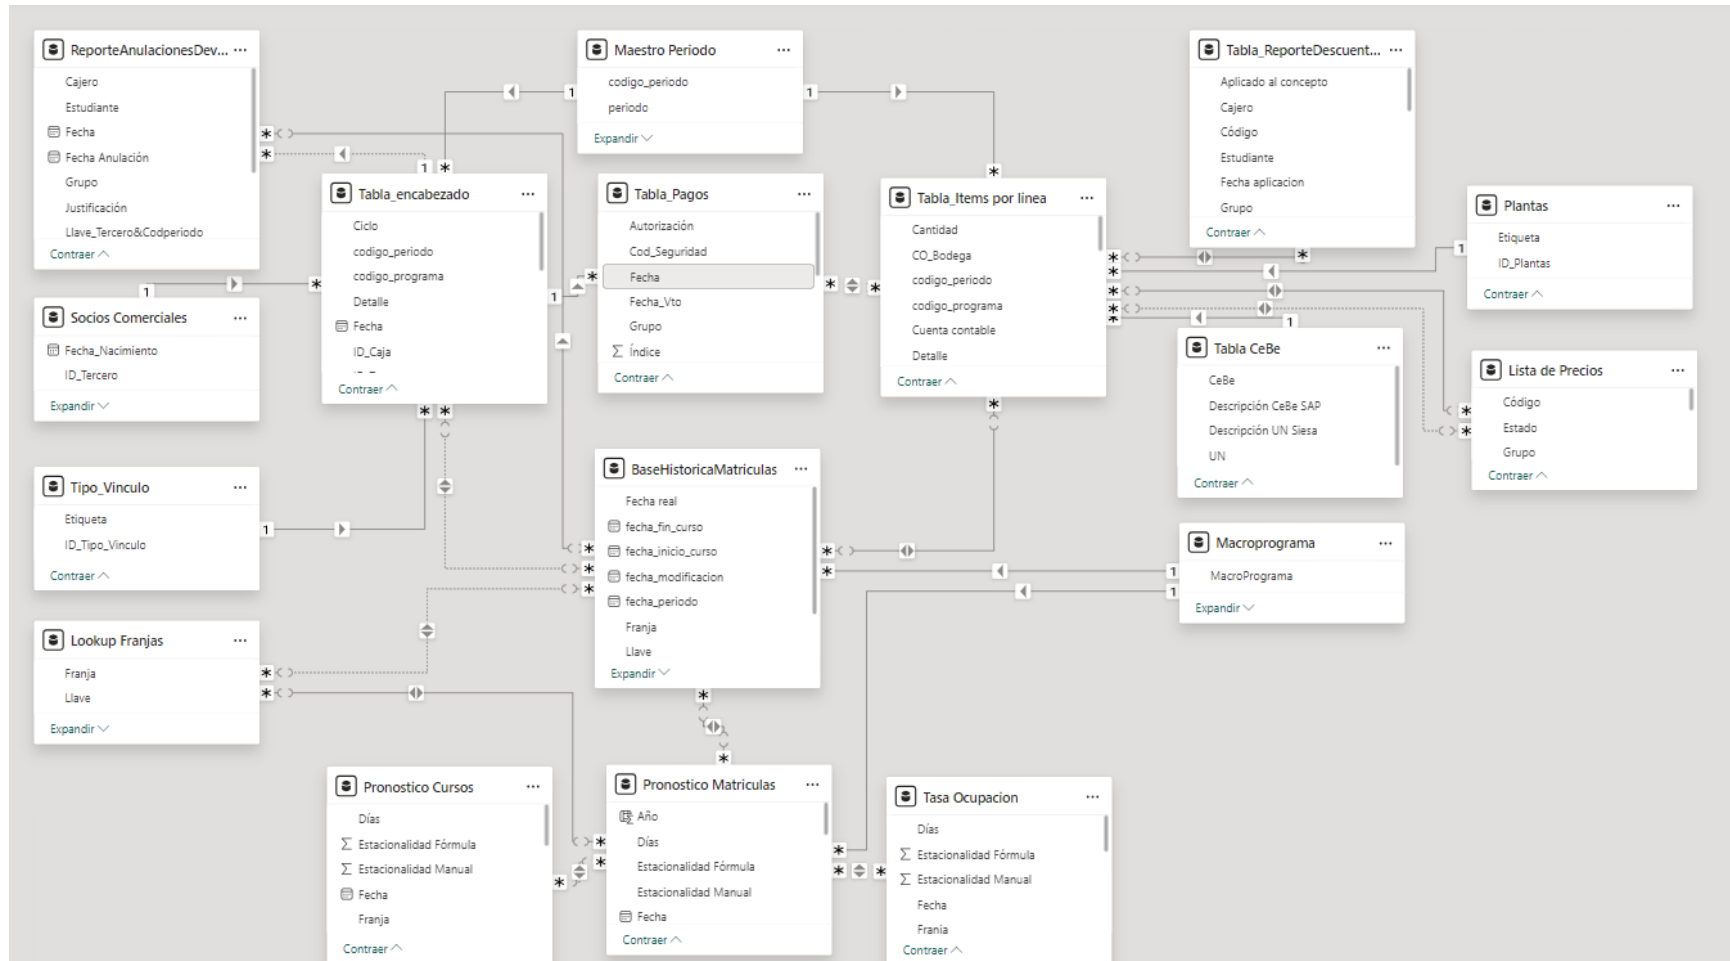 ReporteAnulacionesDev...
Cajero
Estudiante
Fecha
Fecha Anulación
Grupo
Justificación
Llave_Tercero&Codperiodo
Contraer
Maestro Periodo
codigo_periodo
periodo
Expandir
Tabla_ReporteDescuent...
Aplicado al concepto
Cajero
Código
Estudiante
Fecha aplicacion
Grupo
Contraer
Tabla_encabezado
Ciclo
codigo_periodo
codigo_programa
Detalle
Fecha
ID_Caja
Contraer
Tabla_Pagos
Autorización
Cod_Seguridad
Fecha
Fecha_Vto
Grupo
Índice
Contraer
Tabla_Items por linea
Cantidad
CO_Bodega
codigo_periodo
codigo_programa
Cuenta contable
Detalle
Contraer
Plantas
Etiqueta
ID_Plantas
Contraer
Socios Comerciales
Fecha_Nacimiento
ID_Tercero
Expandir
Tabla CeBe
CeBe
Descripción CeBe SAP
Descripción UN Siesa
UN
Contraer
Lista de Precios
Código
Estado
Grupo
Contraer
Tipo_Vinculo
Etiqueta
ID_Tipo_Vinculo
Contraer
BaseHistoricaMatriculas
Fecha real
fecha_fin_curso
fecha_inicio_curso
fecha_modificacion
fecha_periodo
Franja
Llave
Expandir
Macroprograma
MacroPrograma
Expandir
Lookup Franjas
Franja
Llave
Expandir
Pronostico Cursos
Días
Estacionalidad Fórmula
Estacionalidad Manual
Fecha
Franja
Contraer
Pronostico Matriculas
Año
Días
Estacionalidad Fórmula
Estacionalidad Manual
Fecha
Contraer
Tasa Ocupacion
Días
Estacionalidad Fórmula
Estacionalidad Manual
Fecha
Franja
Contraer